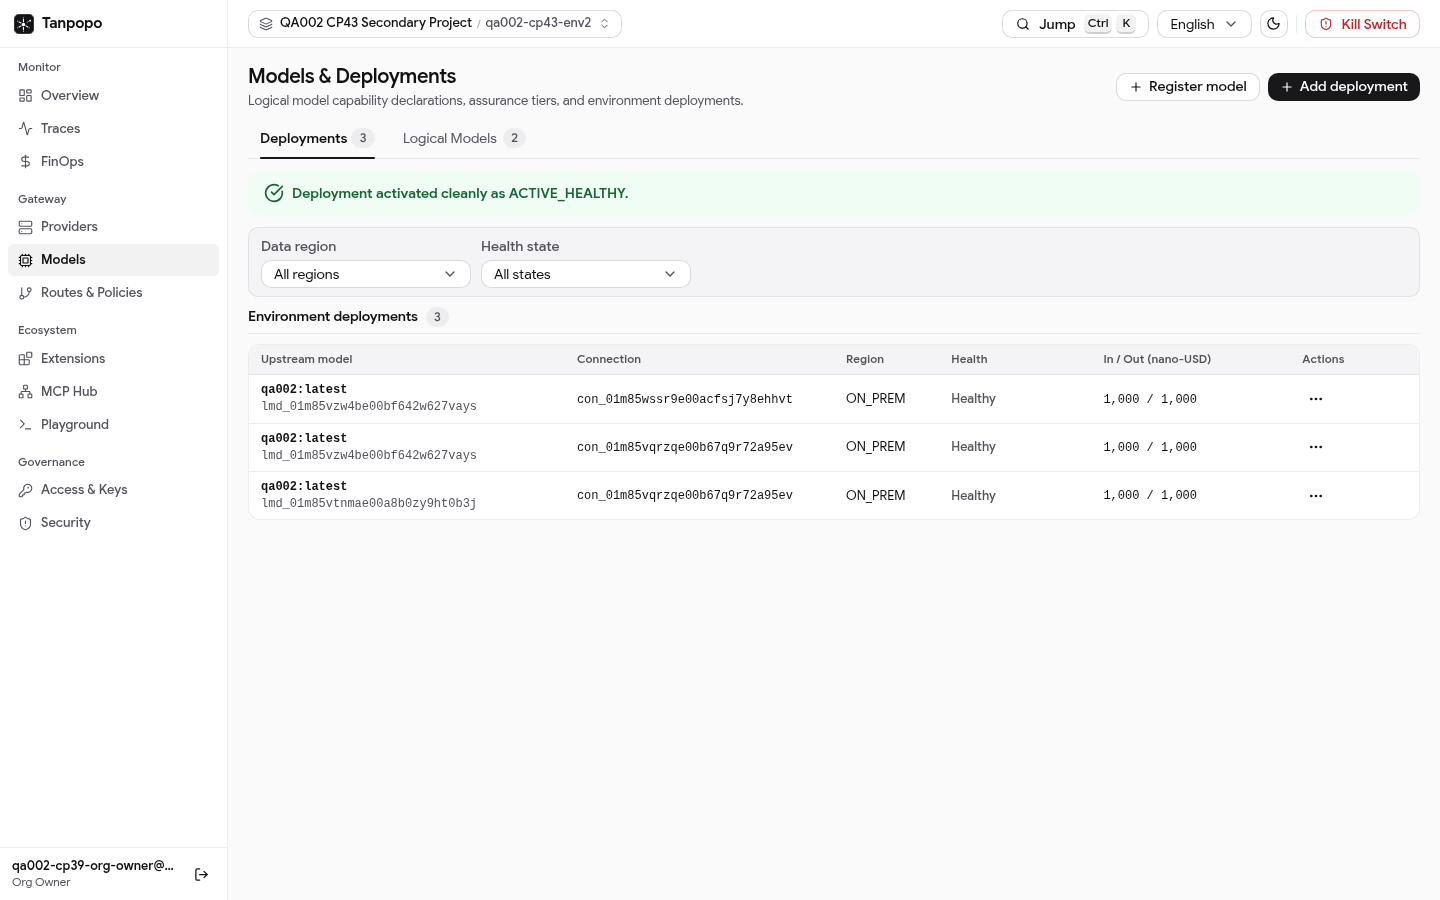 Tanpopo
QA002 CP43 Secondary Project / qa002-cp43-env2
Jump Ctrl K
English
Kill Switch
Monitor
Overview
Traces
FinOps
Gateway
Providers
Models
Routes & Policies
Ecosystem
Extensions
MCP Hub
Playground
Governance
Access & Keys
Security
qa002-cp39-org-owner@...
Org Owner
Models & Deployments
Logical model capability declarations, assurance tiers, and environment deployments.
Register model
Add deployment
Deployments 3
Logical Models 2
Deployment activated cleanly as ACTIVE_HEALTHY.
Data region
All regions
Health state
All states
Environment deployments 3
Upstream model Connection Region Health In / Out (nano-USD) Actions
qa002:latest
lmd_01m85vzw4be00bf642w627vays con_01m85wssr9e00acfsj7y8ehhvt ON_PREM Healthy 1,000 / 1,000
qa002:latest
lmd_01m85vzw4be00bf642w627vays con_01m85vqrzqe00b67q9r72a95ev ON_PREM Healthy 1,000 / 1,000
qa002:latest
lmd_01m85vtnmae00a8b0zy9ht0b3j con_01m85vqrzqe00b67q9r72a95ev ON_PREM Healthy 1,000 / 1,000